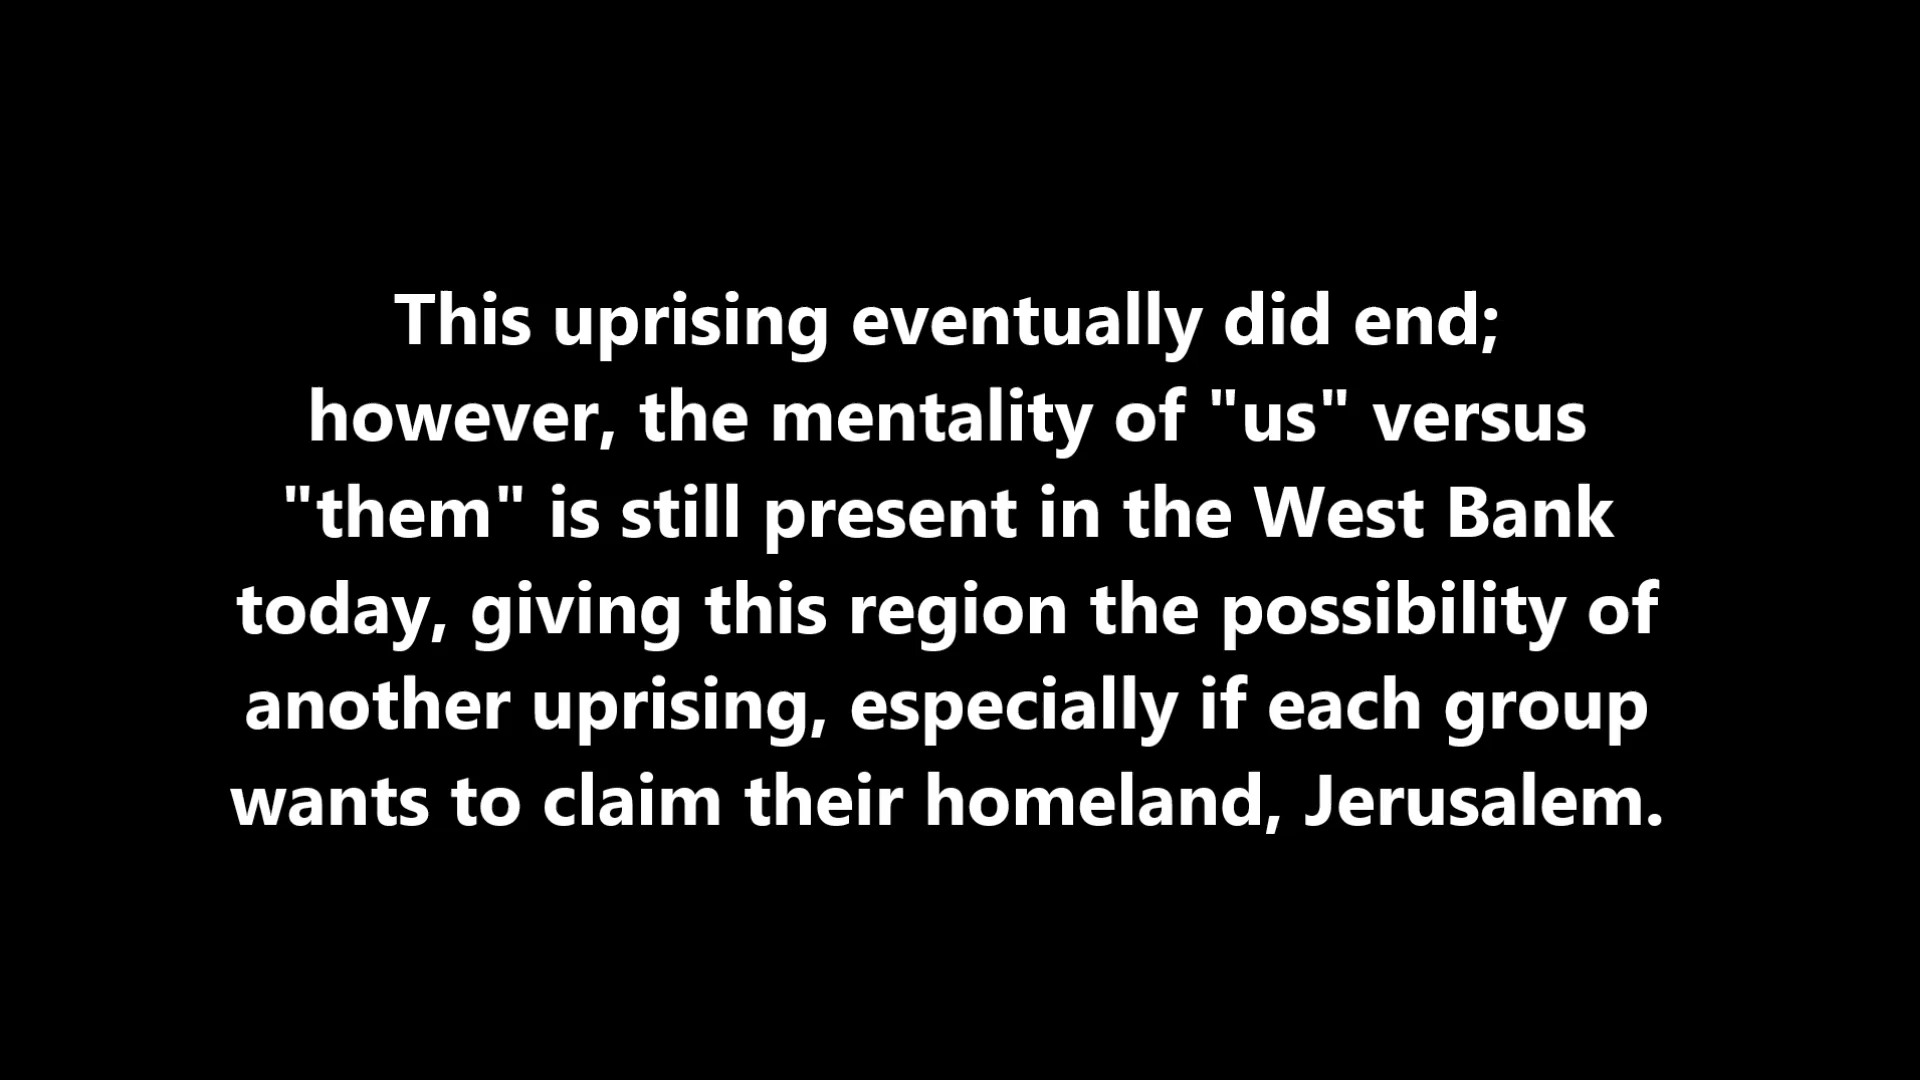 This uprising eventually did end;
however, the mentality of "us" versus
"them" is still present in the West Bank
today, giving this region the possibility of
another uprising, especially if each group
wants to claim their homeland, Jerusalem.